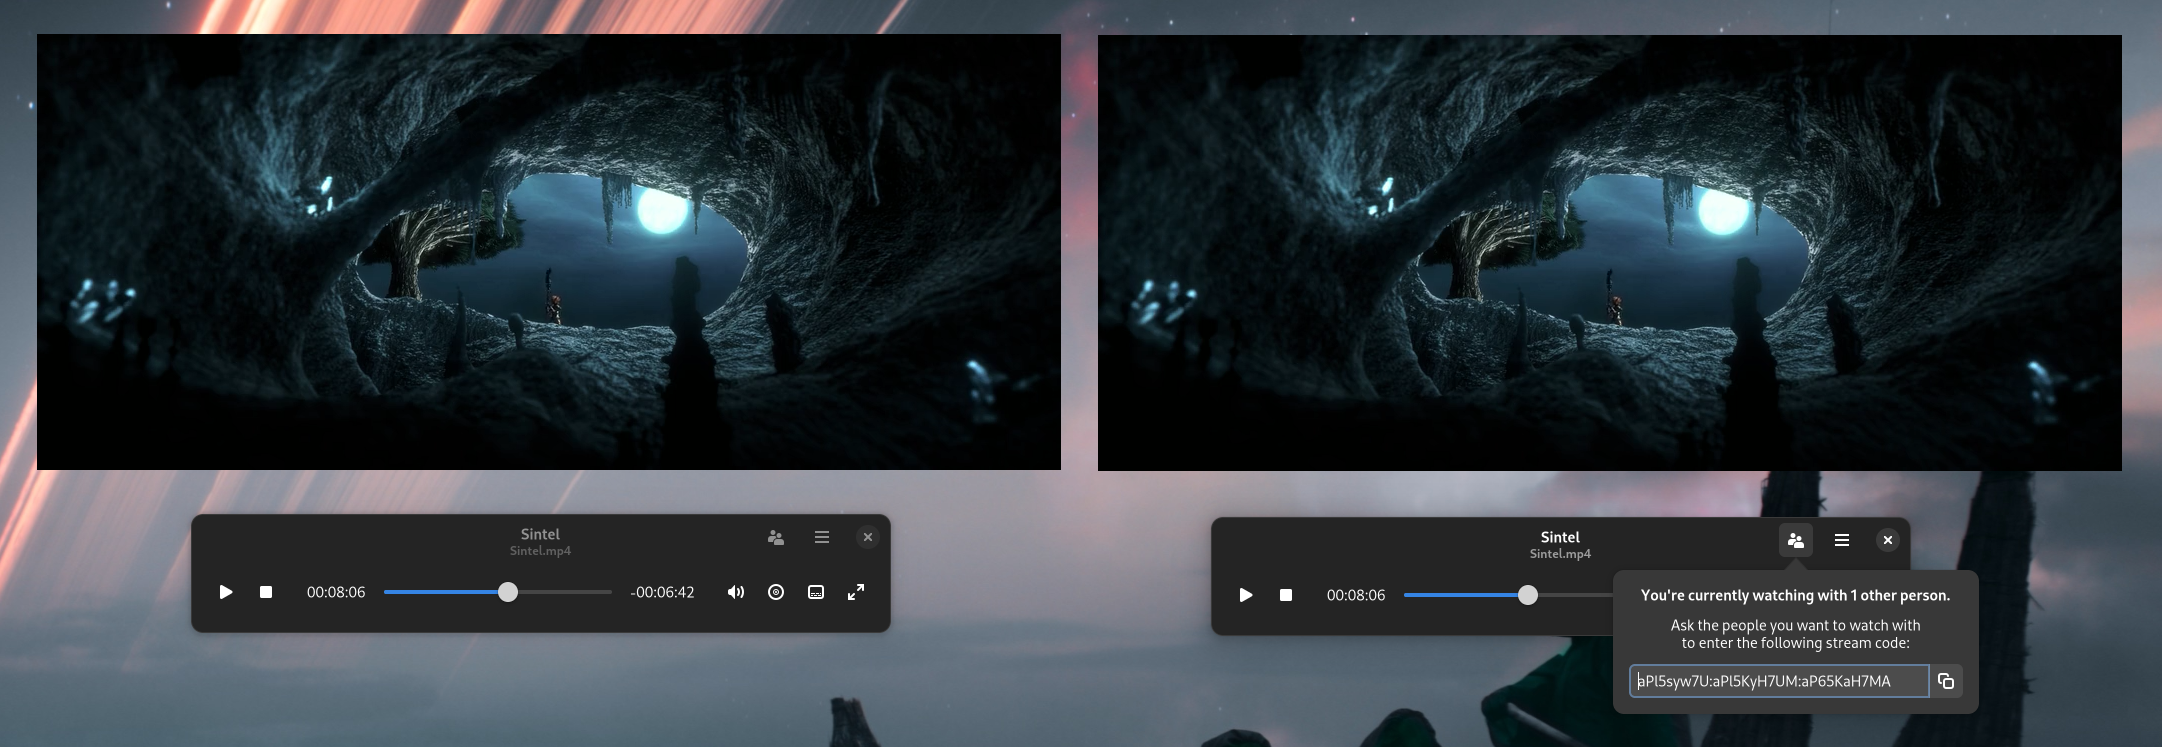 Sintel
Sintel.mp4
00:08:06
-00:06:42
Sintel
Sintel.mp4
00:08:06
You're currently watching with 1 other person.
Ask the people you want to watch with
to enter the following stream code:
aPl5syw7U:aPl5KyH7UM:aP65KaH7MA